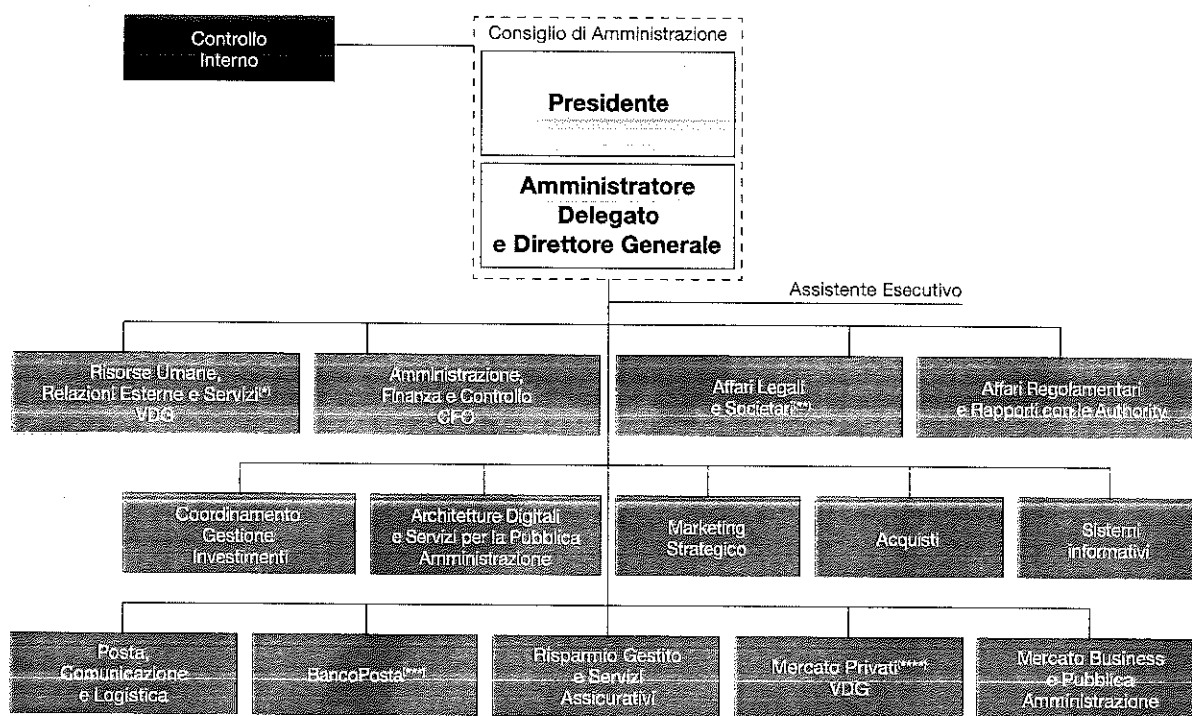 Controllo
Interno
Consiglio di Amministrazione
Presidente
Amministratore
Delegato
e Direttore Generale
Assistente Esecutivo
Risorse Umane,
Relazioni Esterne e Servizi(*)
VDG
Amministrazione,
Finanza e Controllo
CFO
Affari Legali
e Societari(**)
Affari Regolamentari
e Rapporti con le Authority
Coordinamento
Gestione
Investimenti
Architetture Digitali
e Servizi per la Pubblica
Amministrazione
Marketing
Strategico
Acquisti
Sistemi
informativi
Posta,
Comunicazione
e Logistica
BancoPosta(***)
Risparmio Gestito
e Servizi
Assicurativi
Mercato Privati(****)
VDG
Mercato Business
e Pubblica
Amministrazione